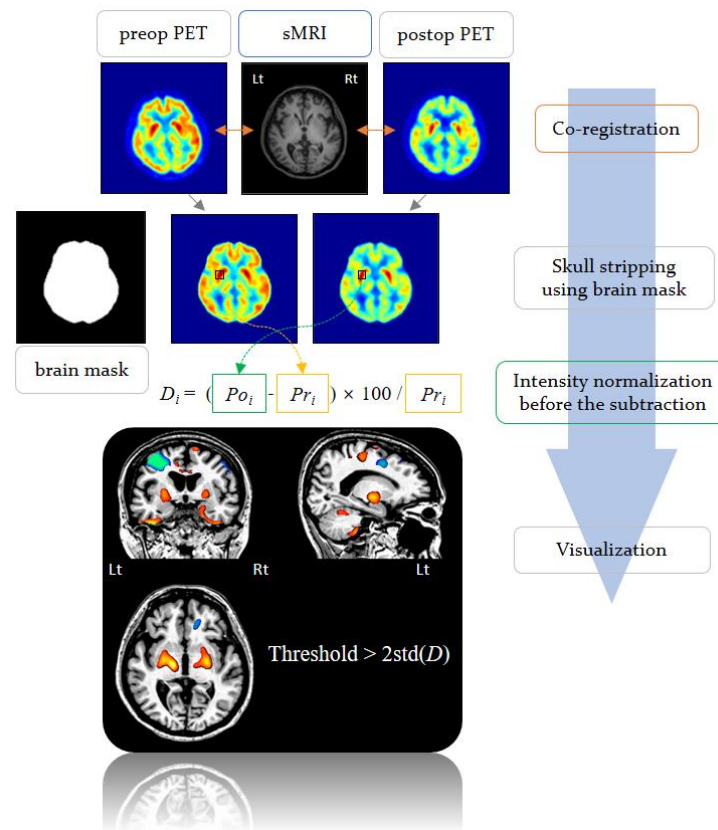 preop PET
sMRI
postop PET
Lt
Rt
Co-registration
Skull stripping
using brain mask
brain mask
Dᵢ = ( Poᵢ - Prᵢ ) × 100 / Prᵢ
Intensity normalization
before the subtraction
Lt
Rt
Lt
Visualization
Threshold > 2std(D)